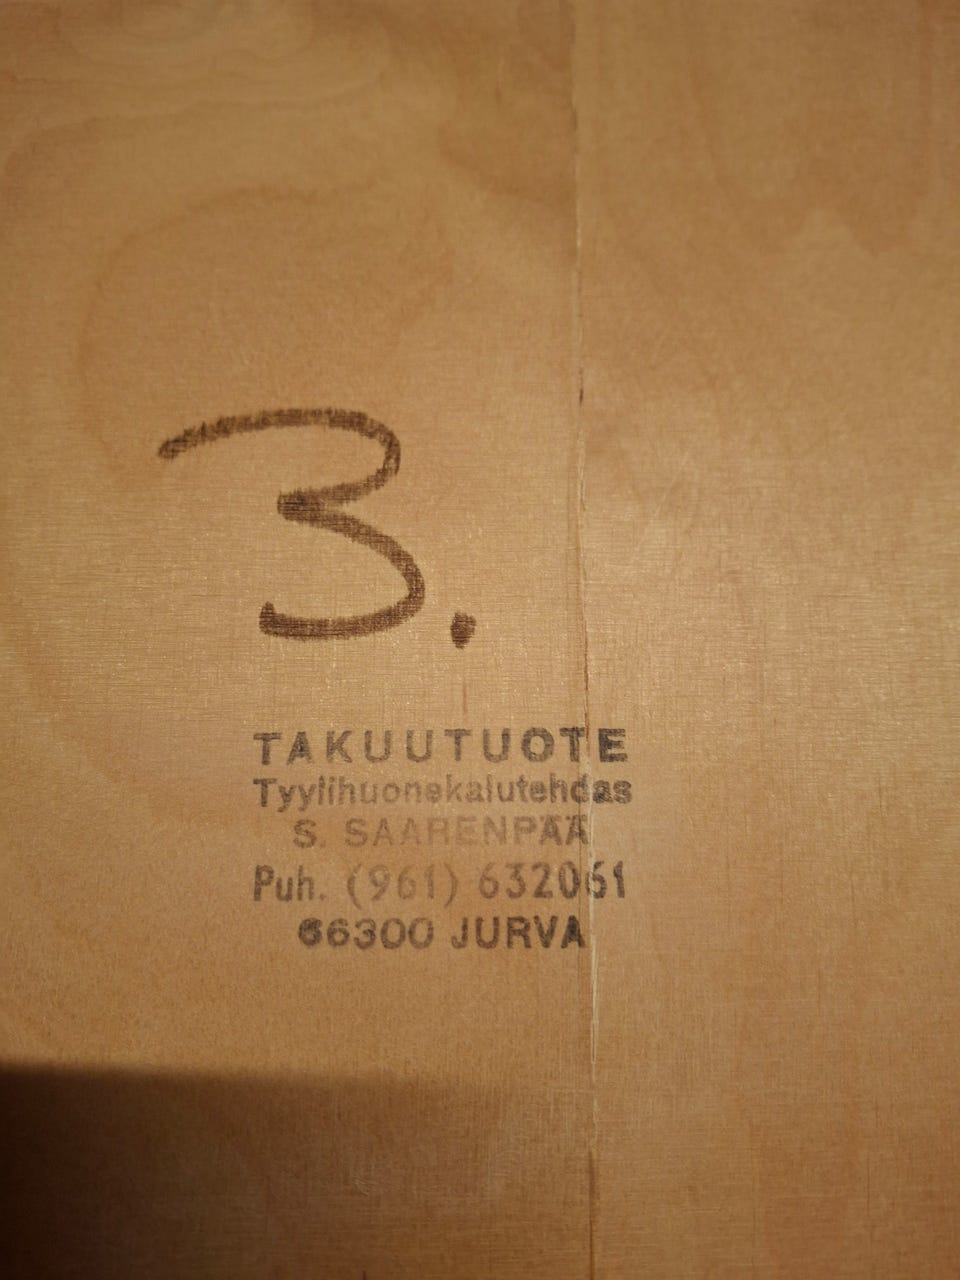 3.
TAKUUTUOTE
Tyylihuonekalutehdas
S. SAARENPÄÄ
Puh. (961) 632061
66300 JURVA